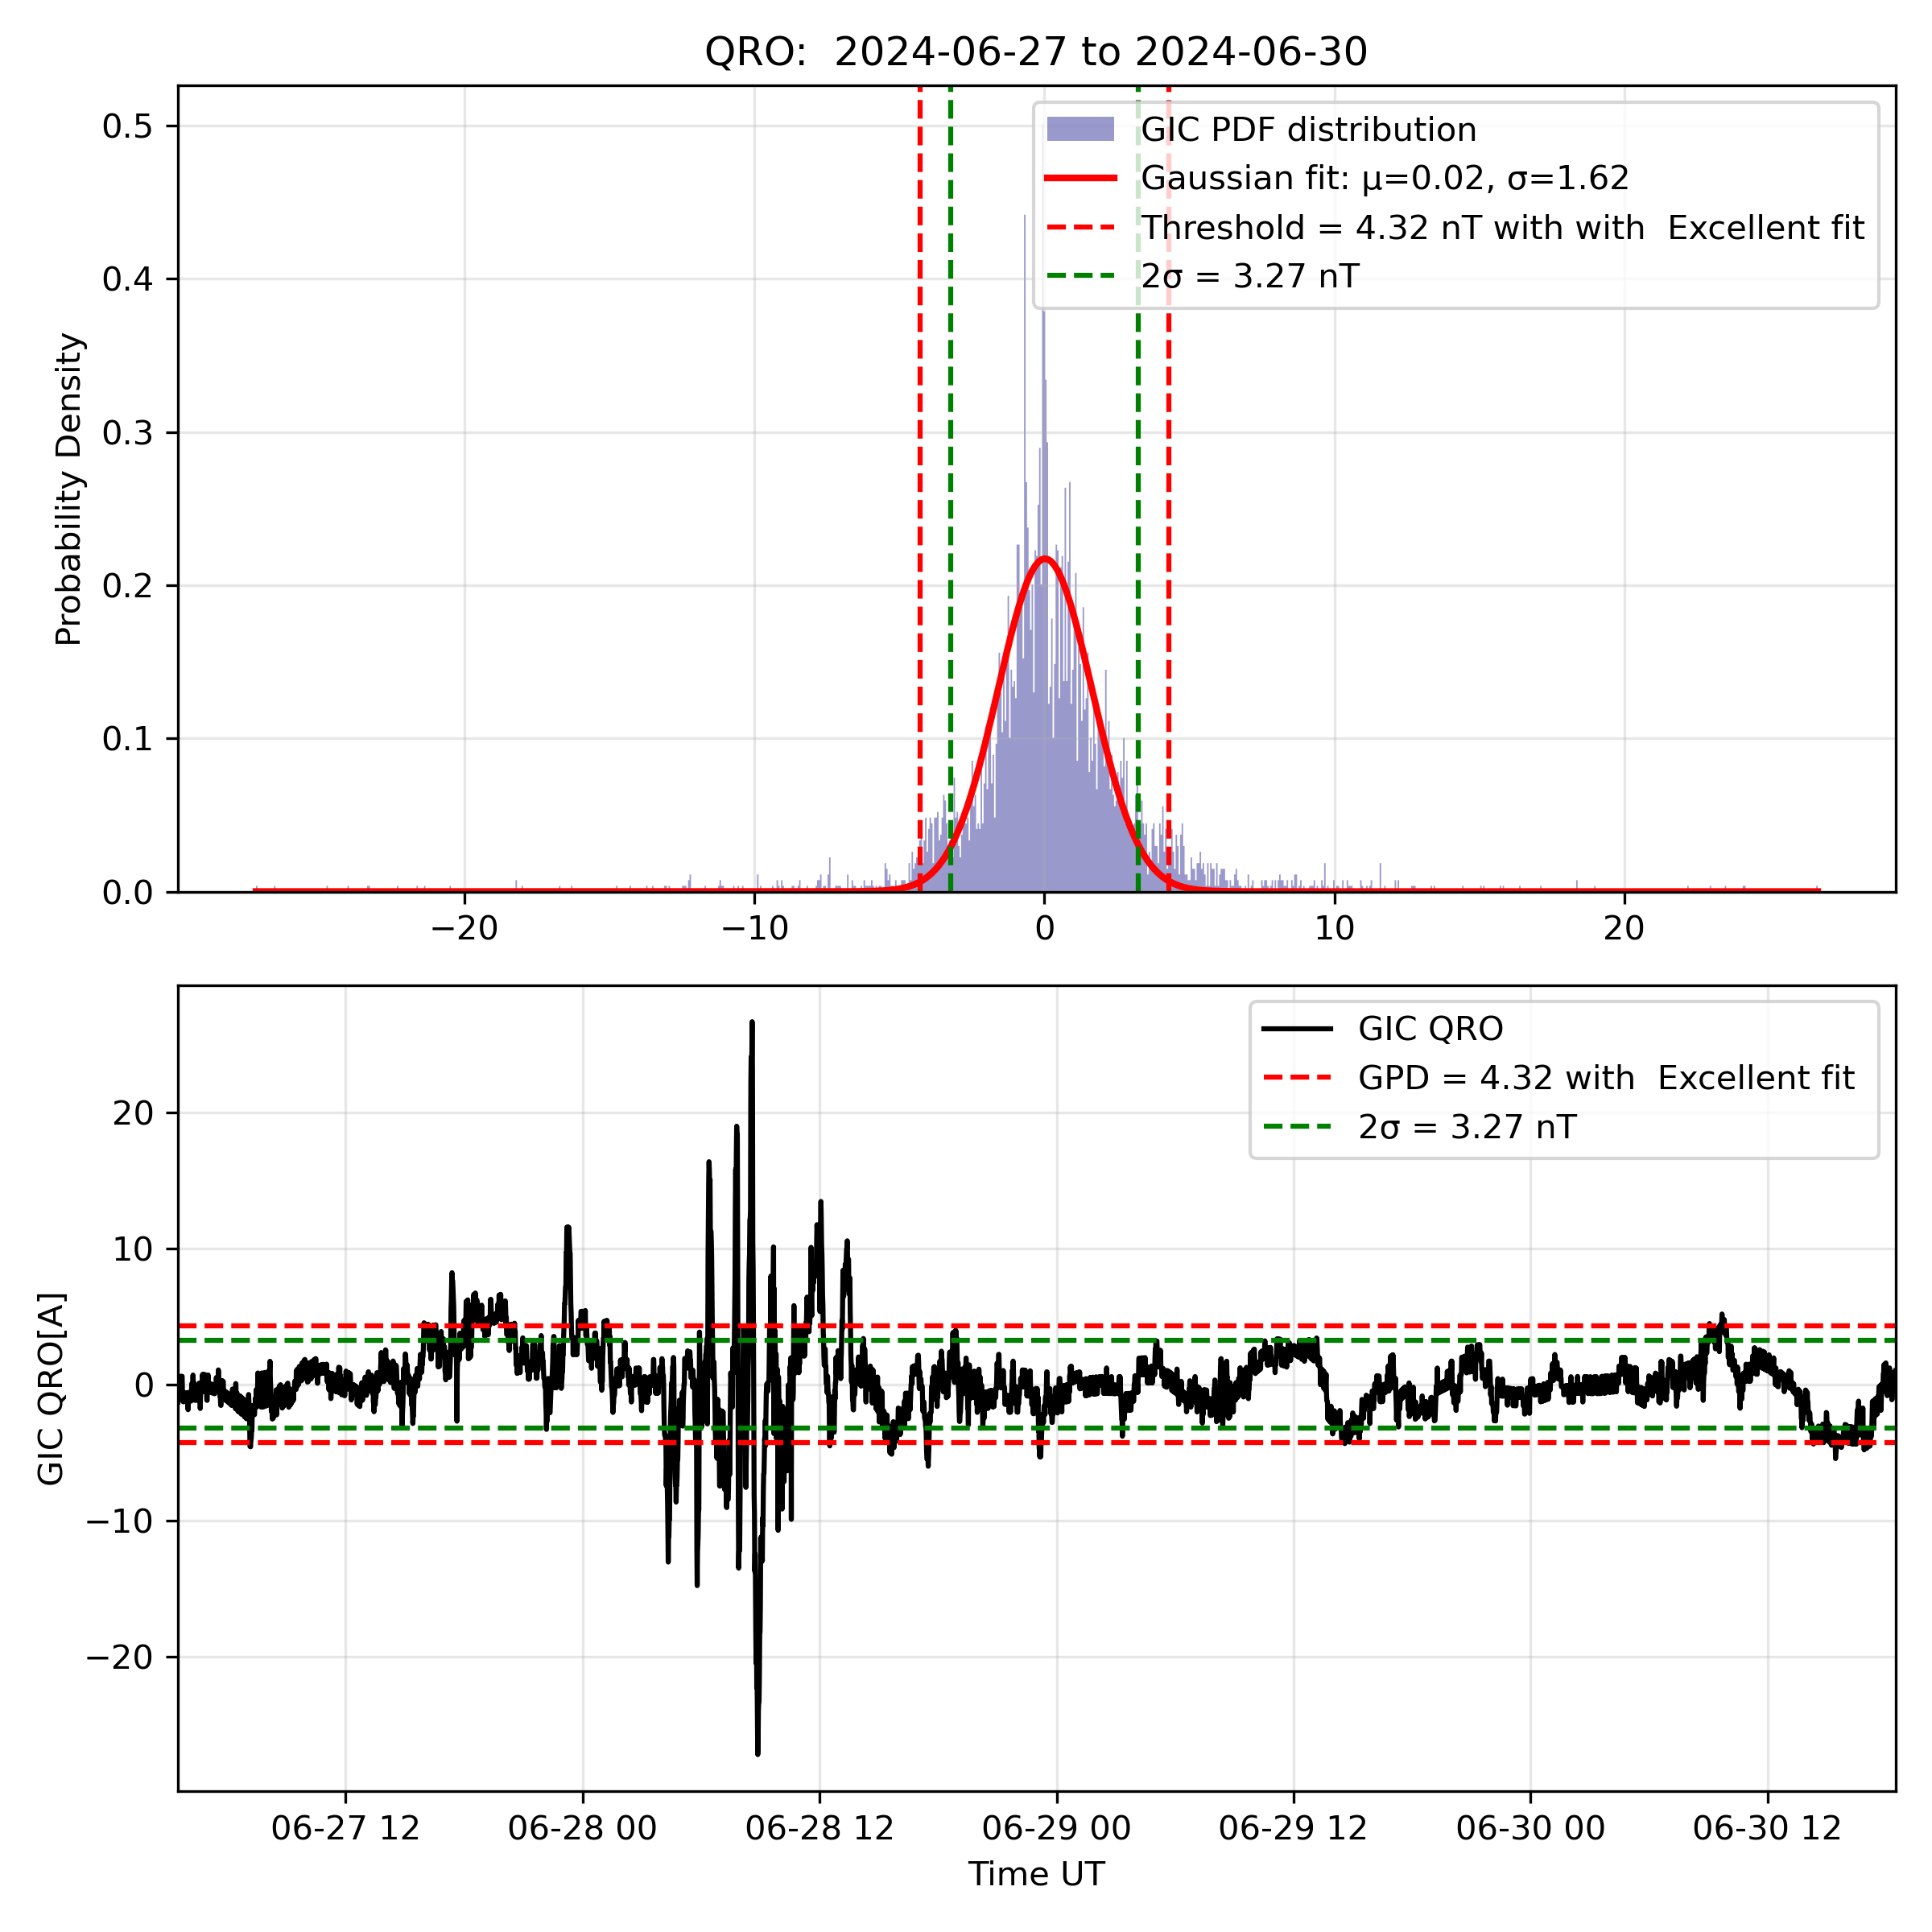 QRO:  2024-06-27 to 2024-06-30
Probability Density
0.5
0.4
0.3
0.2
0.1
0.0
GIC PDF distribution
Gaussian fit: μ=0.02, σ=1.62
Threshold = 4.32 nT with with  Excellent fit
2σ = 3.27 nT
−20
−10
0
10
20
GIC QRO[A]
20
10
0
−10
−20
GIC QRO
GPD = 4.32 with  Excellent fit
2σ = 3.27 nT
06-27 12
06-28 00
06-28 12
06-29 00
06-29 12
06-30 00
06-30 12
Time UT